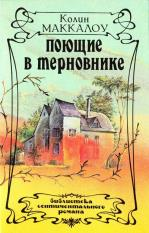 Колин
МАККАЛОУ
ПОЮЩИЕ
В ТЕРНОВНИКЕ
библиотека
сентиментального
романа